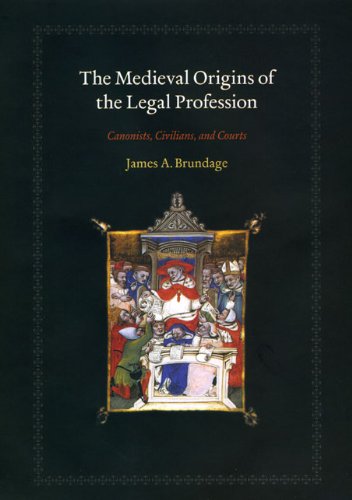 The Medieval Origins of
the Legal Profession
Canonists, Civilians, and Courts
James A. Brundage